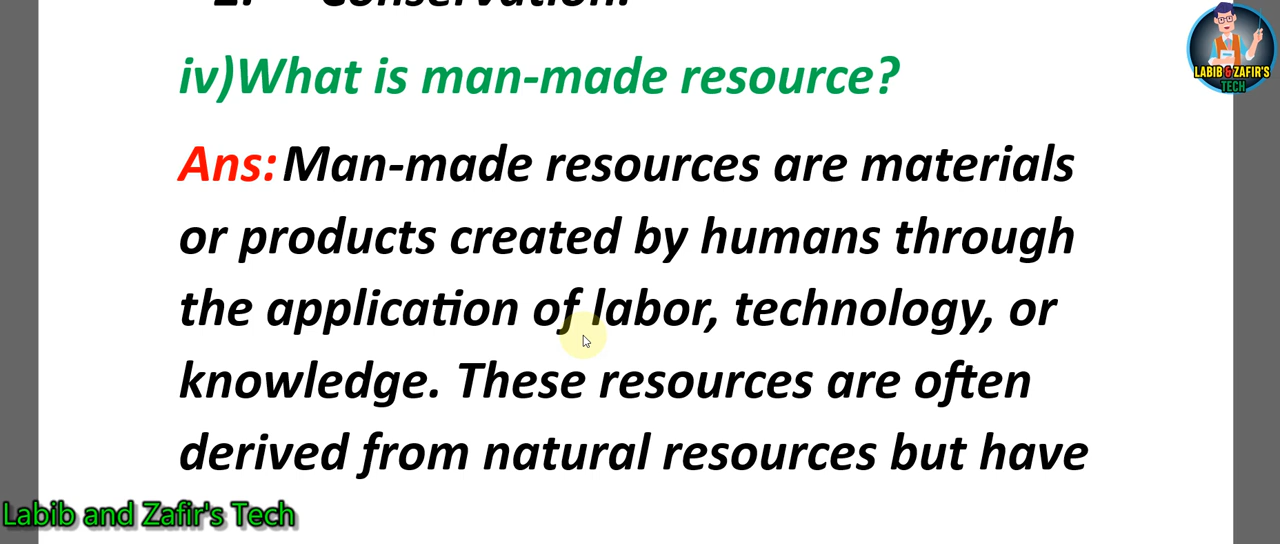 2. Conservation.
iv)What is man-made resource?
Ans: Man-made resources are materials
or products created by humans through
the application of labor, technology, or
knowledge. These resources are often
derived from natural resources but have
LABIB & ZAFIR'S
TECH
Labib and Zafir's Tech